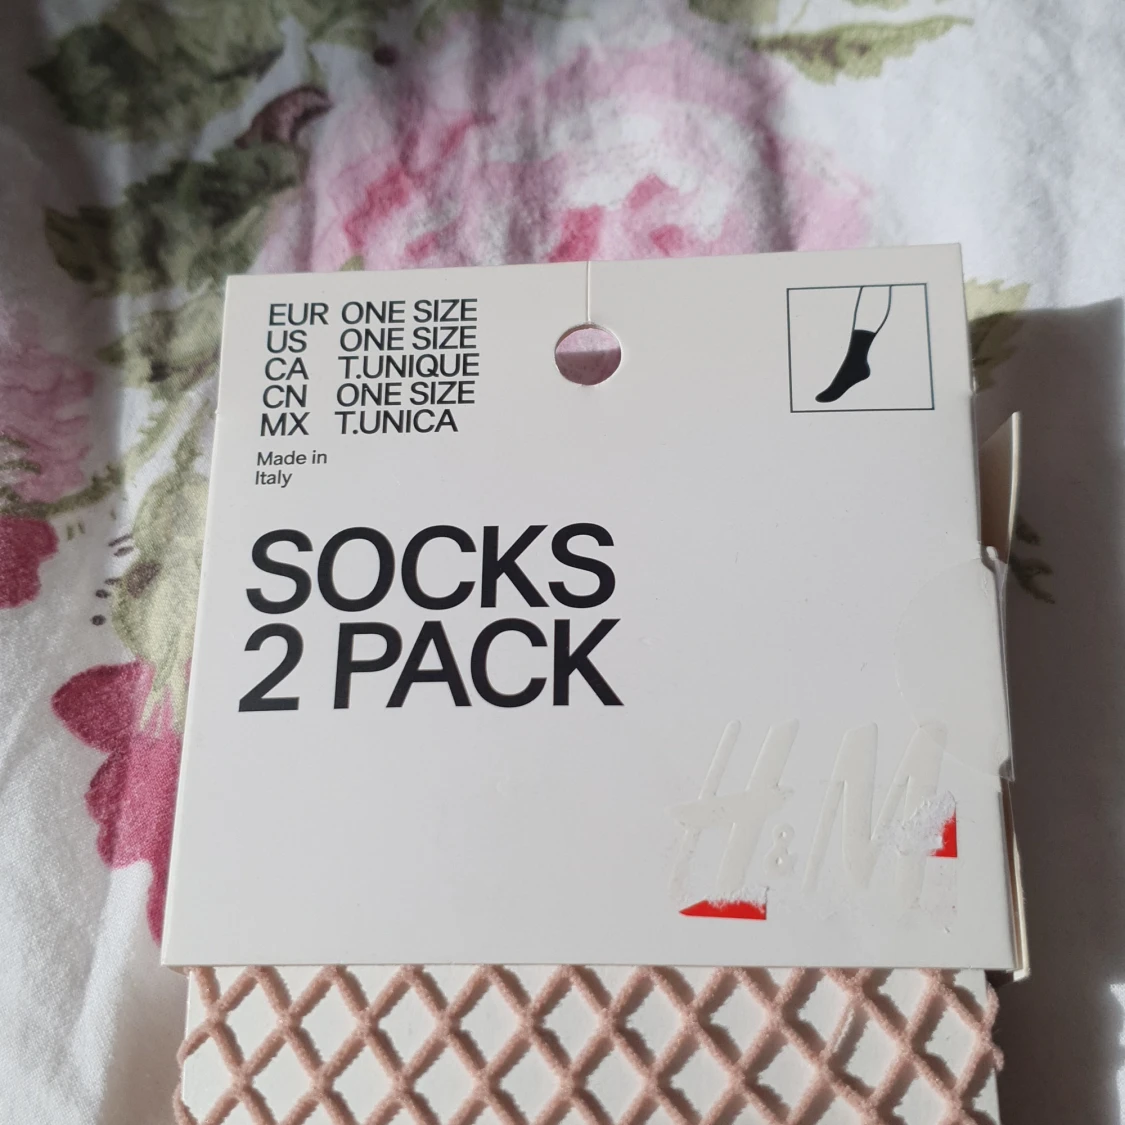 EUR ONE SIZE
US ONE SIZE
CA T.UNIQUE
CN ONE SIZE
MX T.UNICA
Made in
Italy
SOCKS
2 PACK
H&M